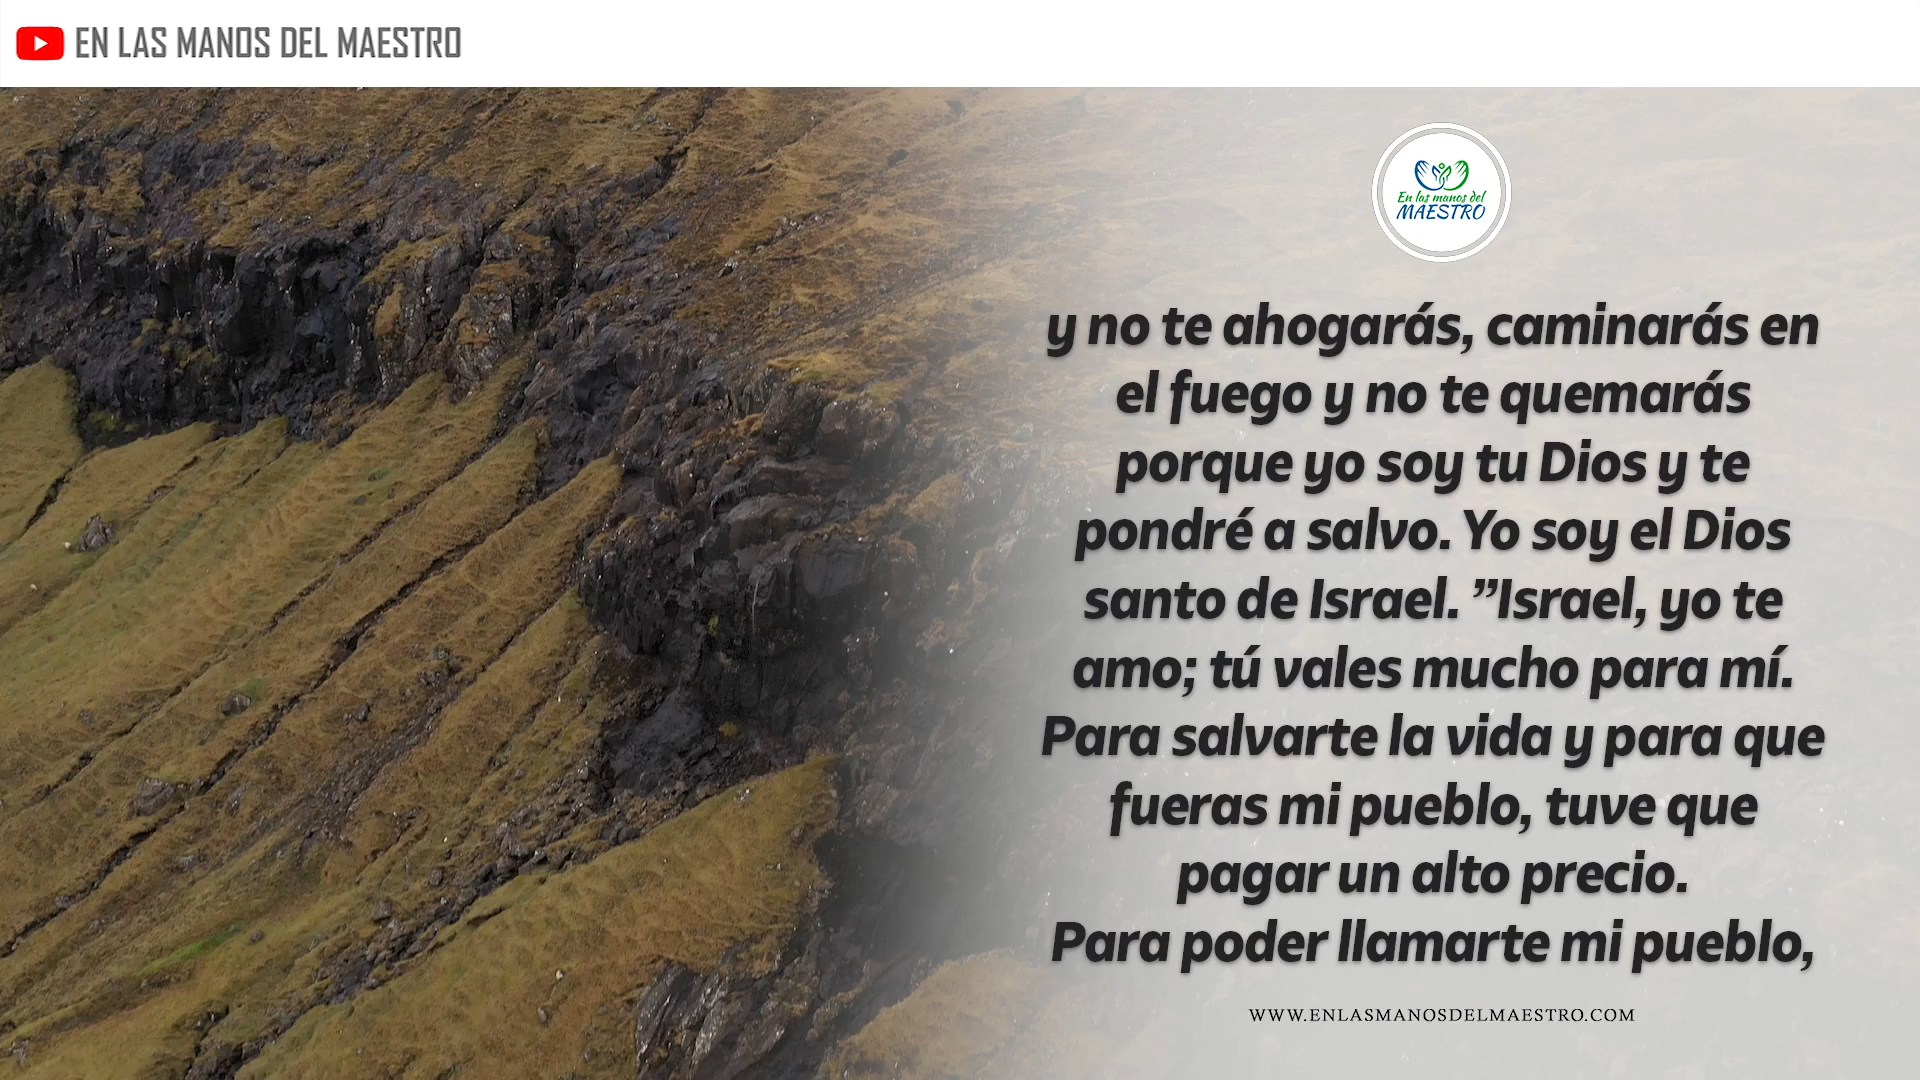 EN LAS MANOS DEL MAESTRO
En las manos del
MAESTRO
y no te ahogarás, caminarás en
el fuego y no te quemarás
porque yo soy tu Dios y te
pondré a salvo. Yo soy el Dios
santo de Israel. ”Israel, yo te
amo; tú vales mucho para mí.
Para salvarte la vida y para que
fueras mi pueblo, tuve que
pagar un alto precio.
Para poder llamarte mi pueblo,
WWW.ENLASMANOSDELMAESTRO.COM